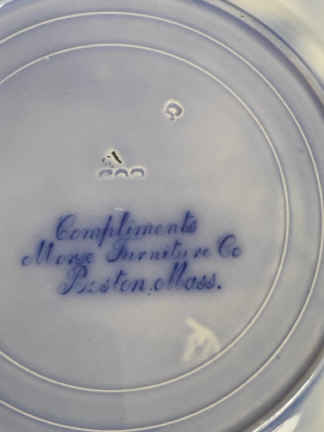 Compliments
Morse Furniture Co
Boston. Mass.